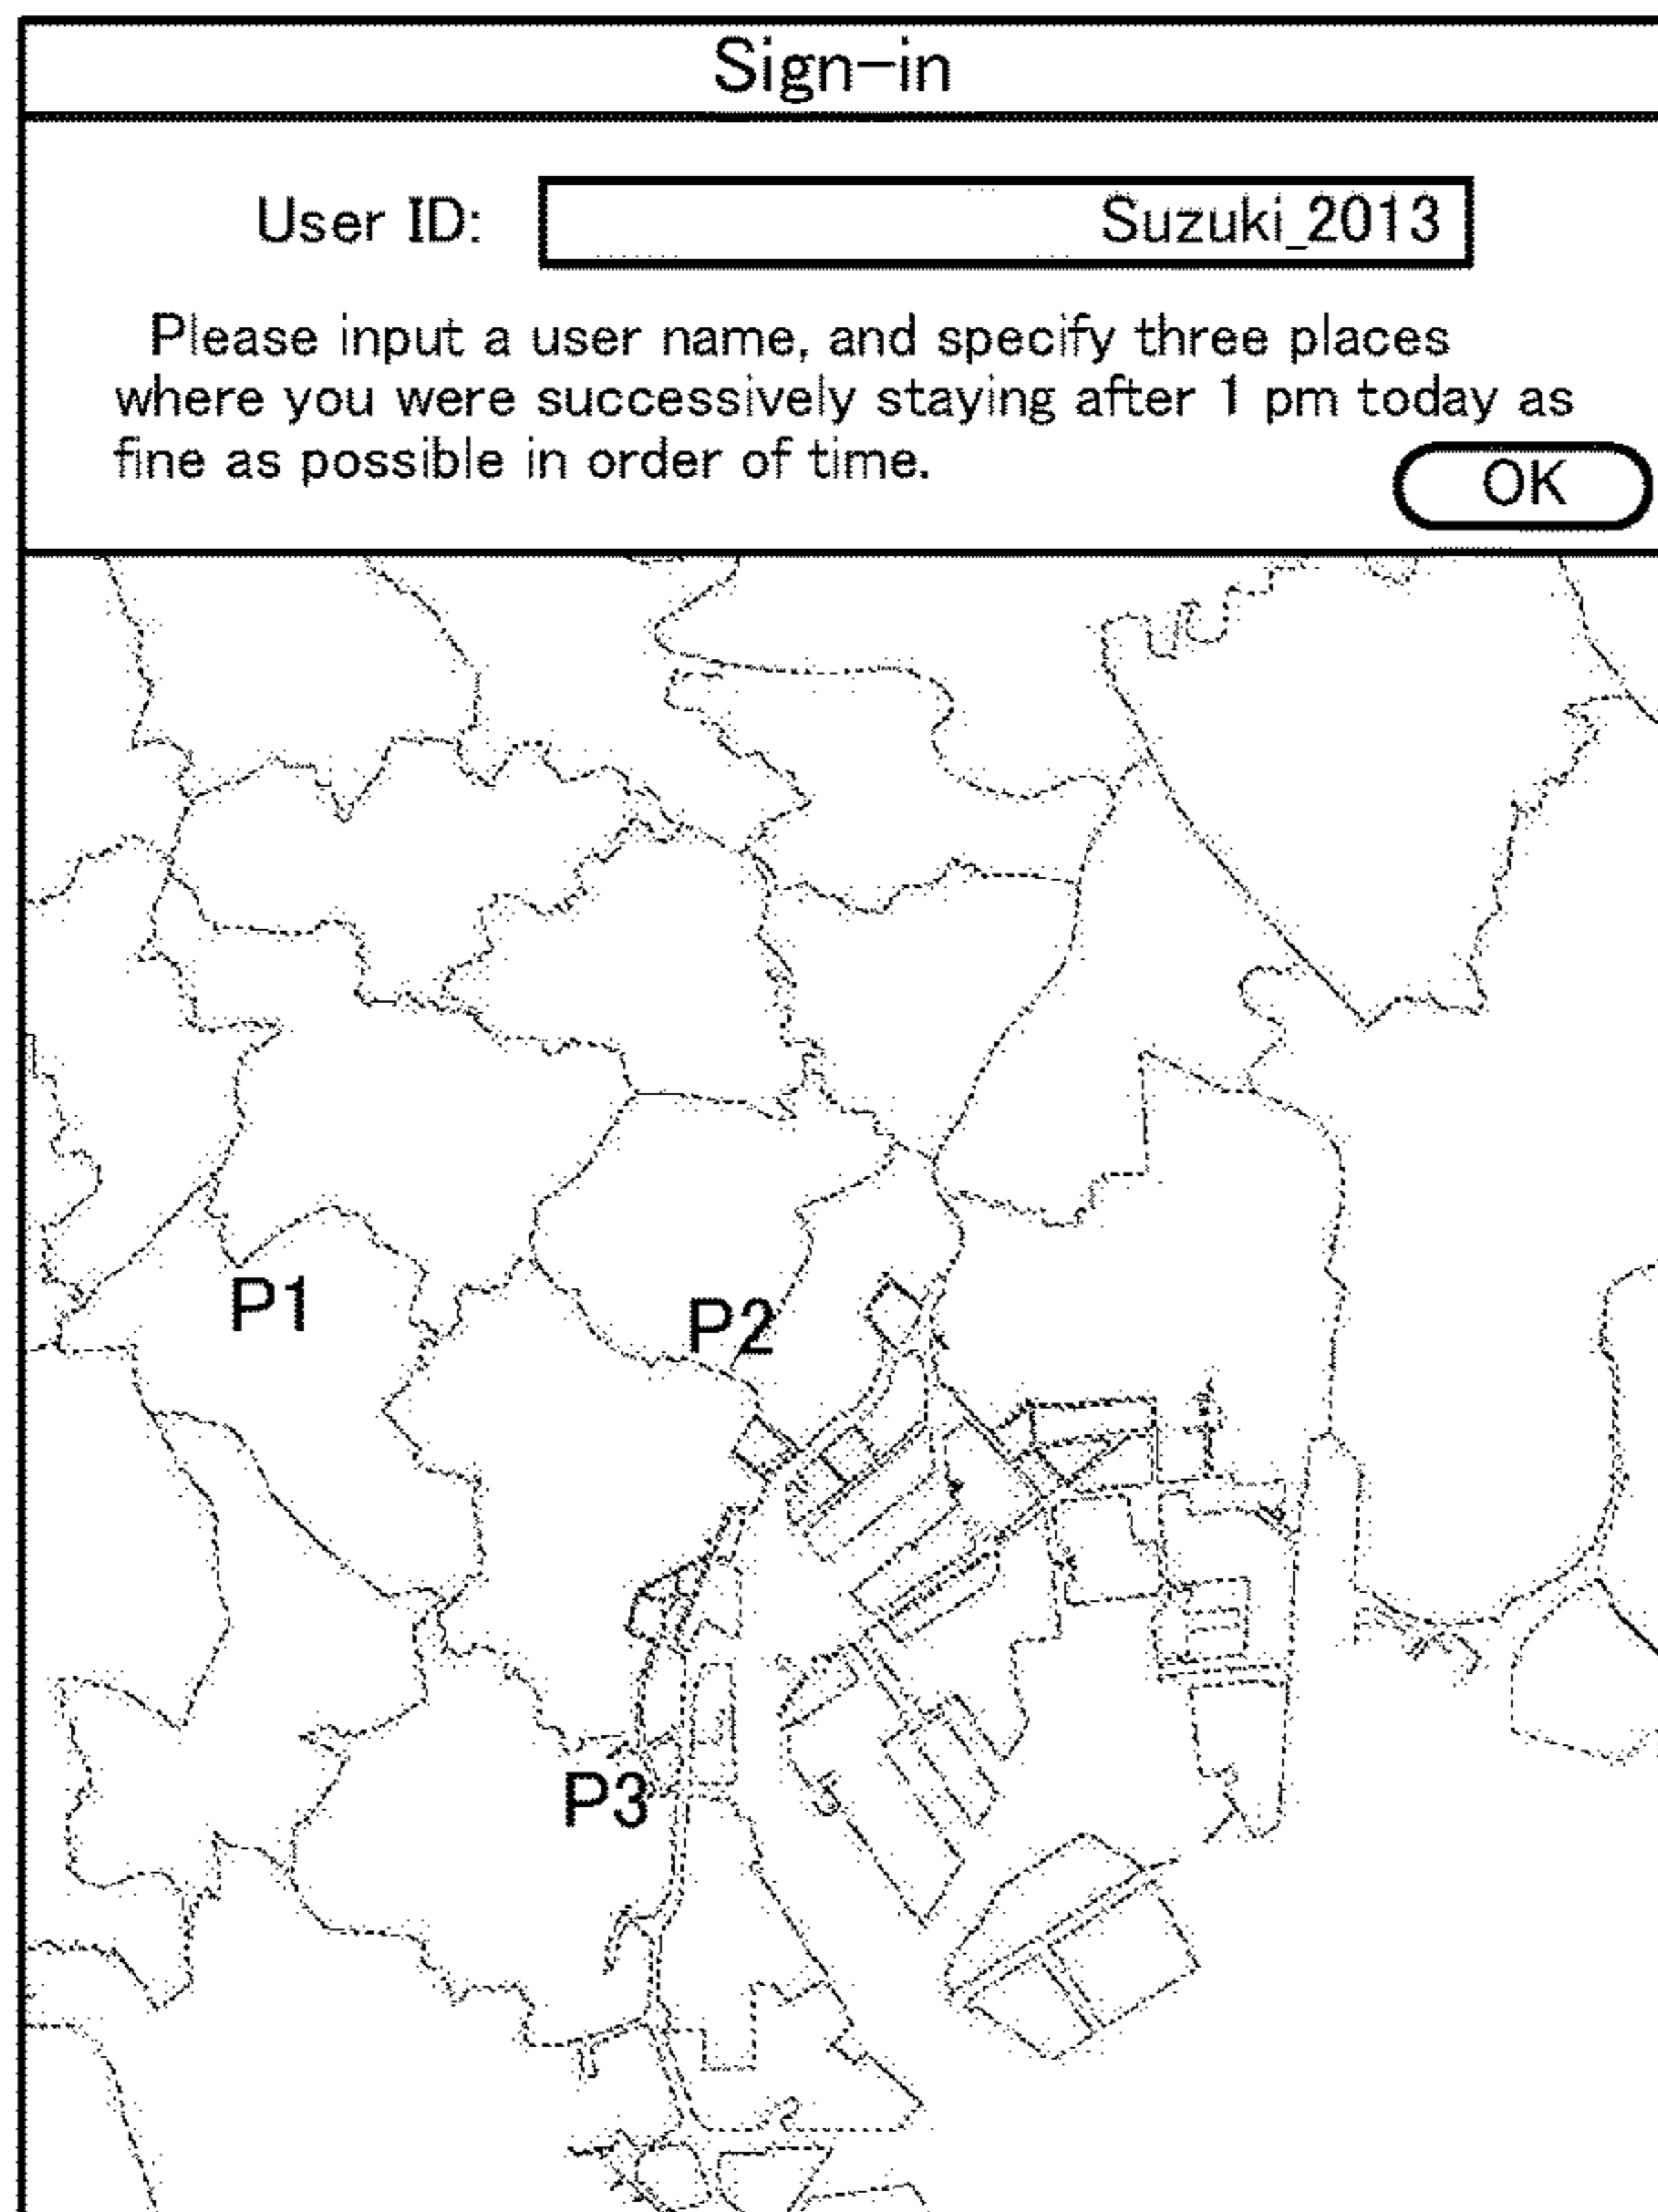 Sign-in
User ID: Suzuki_2013
Please input a user name, and specify three places
where you were successively staying after 1 pm today as
fine as possible in order of time.
OK
P1
P2
P3